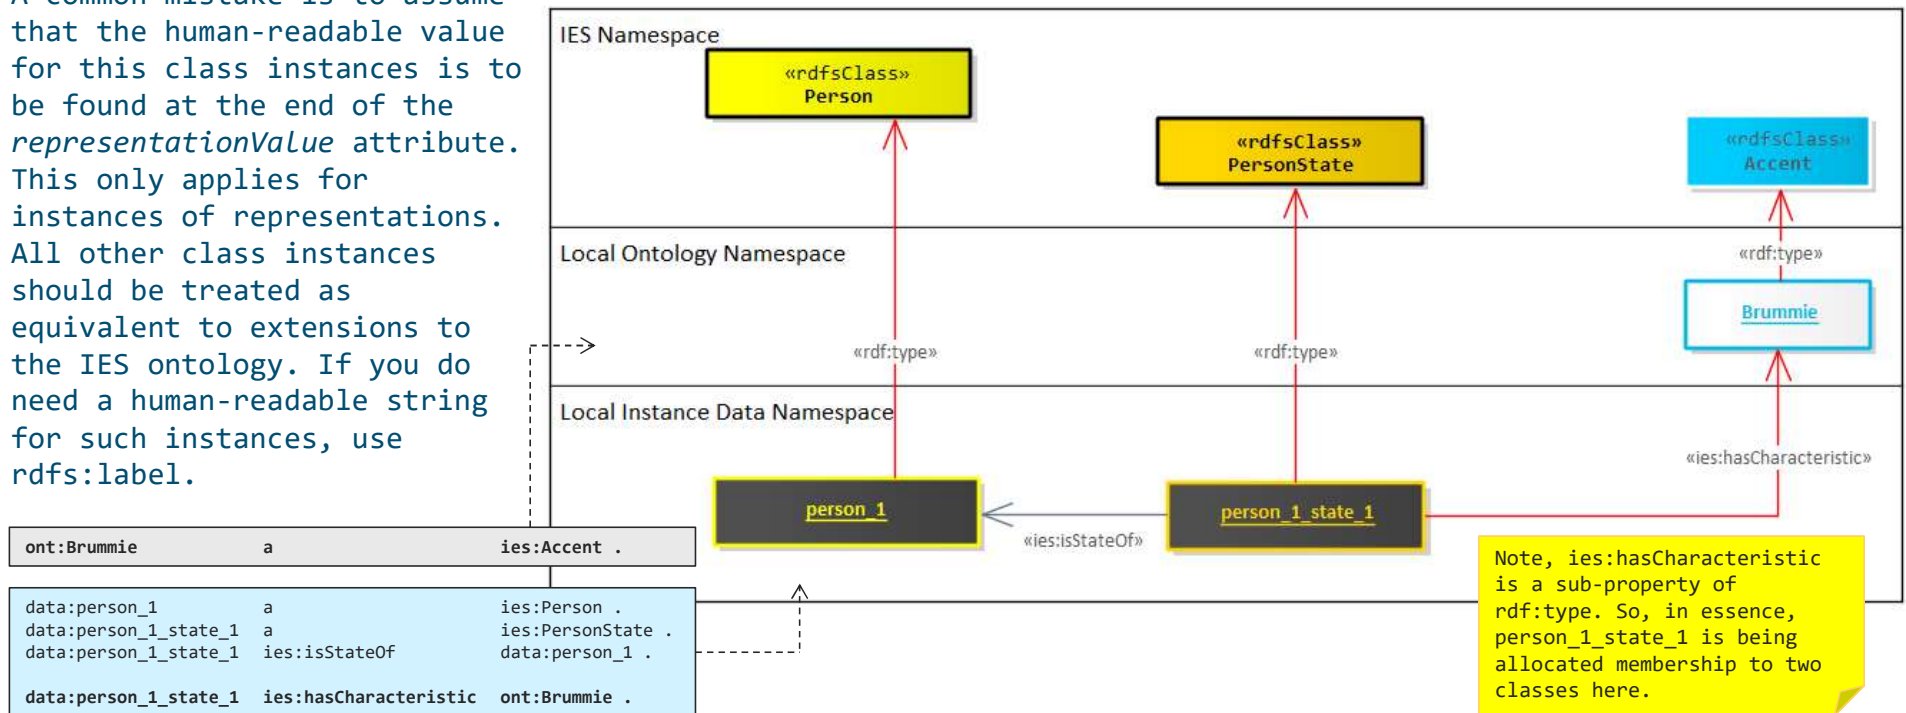 A common mistake is to assume
that the human-readable value
for this class instances is to
be found at the end of the
representationValue attribute.
This only applies for
instances of representations.
All other class instances
should be treated as
equivalent to extensions to
the IES ontology. If you do
need a human-readable string
for such instances, use
rdfs:label.
IES Namespace
«rdfsClass»
Person
«rdfsClass»
PersonState
«rdfsClass»
Accent
Local Ontology Namespace
«rdf:type»
Brummie
«rdf:type»
«rdf:type»
Local Instance Data Namespace
«ies:hasCharacteristic»
person_1
person_1_state_1
«ies:isStateOf»
ont:Brummie a ies:Accent .
data:person_1 a ies:Person .
data:person_1_state_1 a ies:PersonState .
data:person_1_state_1 ies:isStateOf data:person_1 .
data:person_1_state_1 ies:hasCharacteristic ont:Brummie .
Note, ies:hasCharacteristic
is a sub-property of
rdf:type. So, in essence,
person_1_state_1 is being
allocated membership to two
classes here.